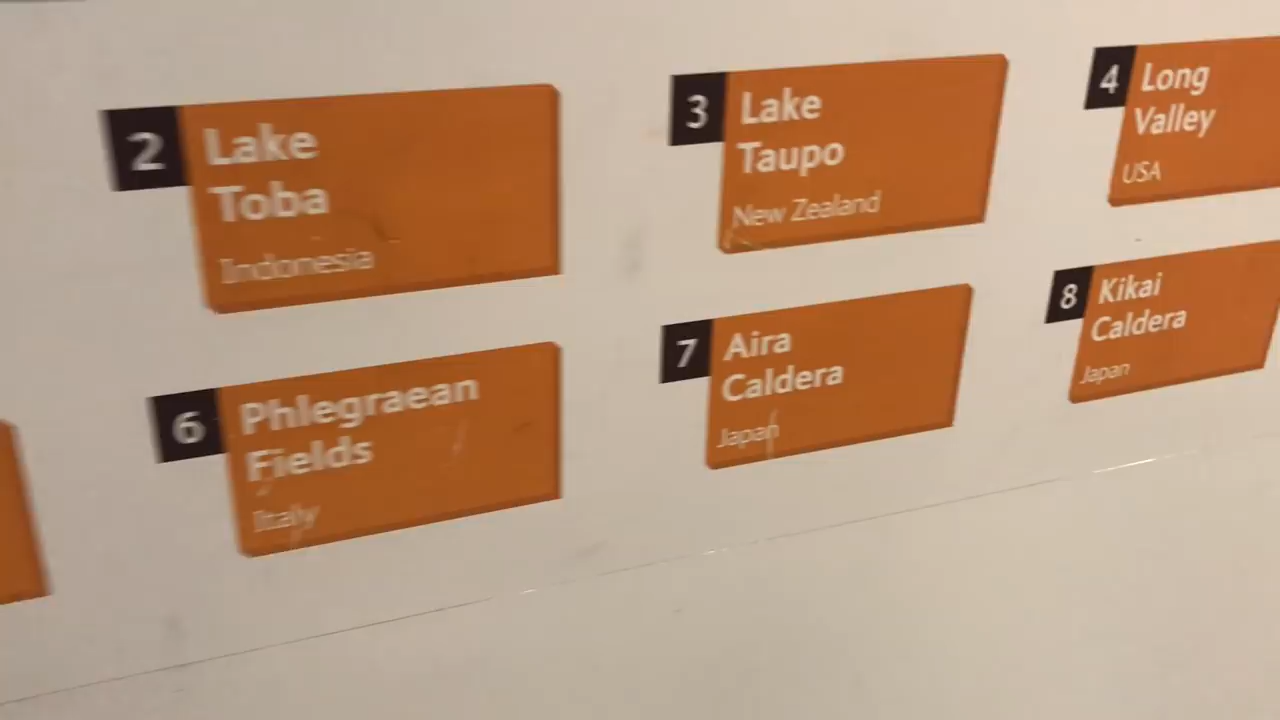 2
Lake
Toba
Indonesia
3
Lake
Taupo
New Zealand
4
Long
Valley
USA
6
Phlegraean
Fields
Italy
7
Aira
Caldera
Japan
8
Kikai
Caldera
Japan